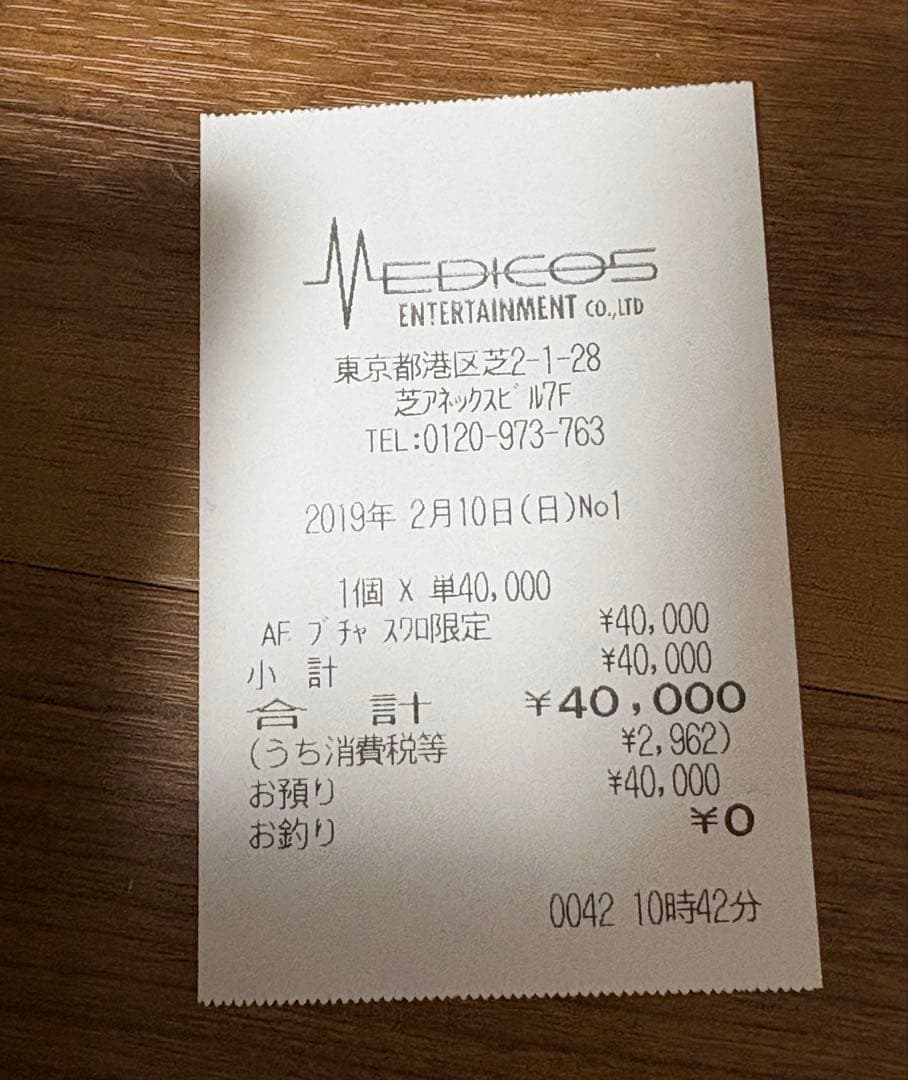 MEDICOS
ENTERTAINMENT CO.,LTD
東京都港区芝2-1-28
芝アネックスビル7F
TEL:0120-973-763
2019年 2月10日(日)No1
1個 X 単40,000
AF ブチャ スワロ限定 ¥40,000
小 計 ¥40,000
合 計 ¥40,000
(うち消費税等 ¥2,962)
お預り ¥40,000
お釣り ¥0
0042 10時42分